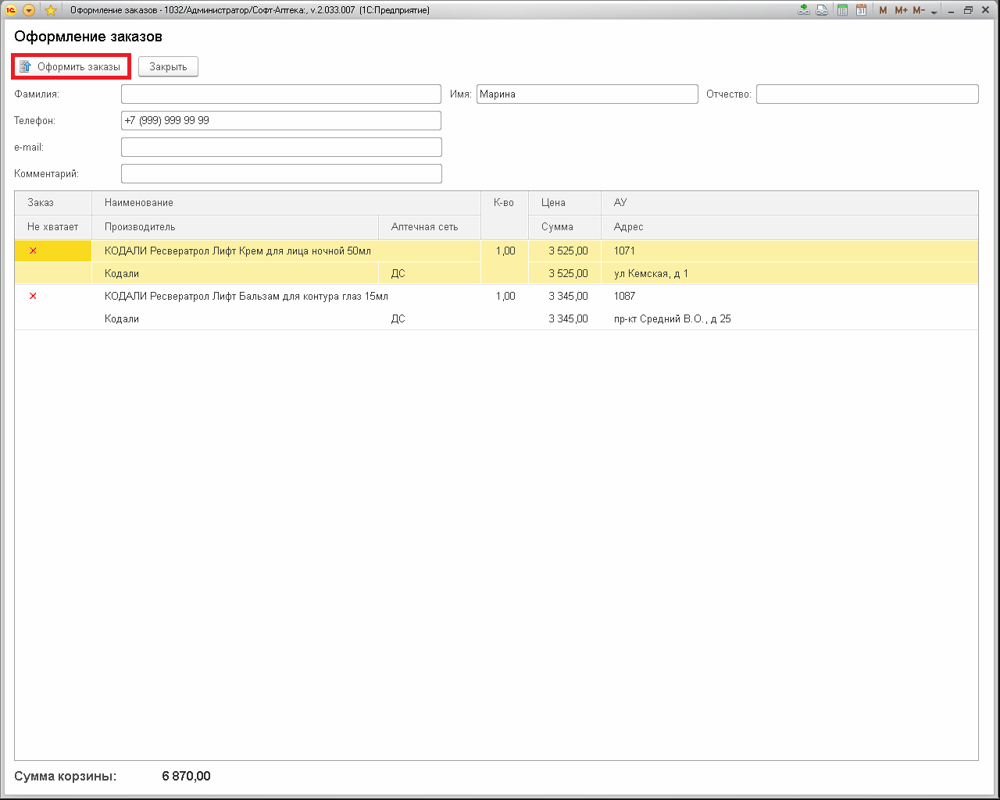 Оформление заказов - 1032/Администратор/Софт-Аптека:, v.2.033.007 (1С:Предприятие)
31 M M+ M-
Оформление заказов
Оформить заказы Закрыть
Фамилия: Имя: Марина Отчество:
Телефон: +7 (999) 999 99 99
e-mail:
Комментарий:
Заказ Наименование К-во Цена АУ
Не хватает Производитель Аптечная сеть Сумма Адрес
КОДАЛИ Ресвератрол Лифт Крем для лица ночной 50мл 1,00 3 525,00 1071
Кодали ДС 3 525,00 ул Кемская, д 1
КОДАЛИ Ресвератрол Лифт Бальзам для контура глаз 15мл 1,00 3 345,00 1087
Кодали ДС 3 345,00 пр-кт Средний В.О., д 25
Сумма корзины: 6 870,00